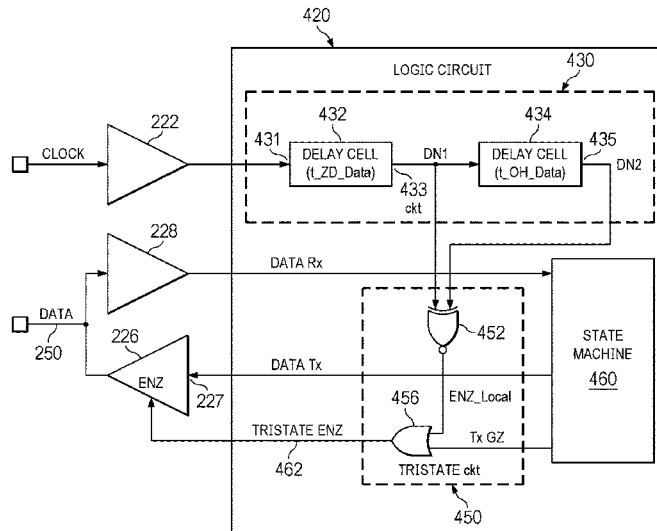 420
LOGIC CIRCUIT
430
222
432
434
CLOCK
431
DELAY CELL
(t_ZD_Data)
DN1
DELAY CELL
(t_OH_Data)
435
DN2
433
ckt
228
DATA Rx
DATA
250
226
ENZ
227
DATA Tx
452
STATE
MACHINE
460
ENZ_Local
456
Tx GZ
TRISTATE ENZ
462
TRISTATE ckt
450